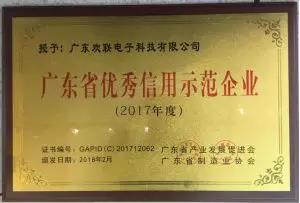 授予：广东欢联电子科技有限公司
广东省优秀信用示范企业
（2017年度）
证书编号：GAPID（C）201712062
广东省产业发展促进会
颁发日期：2018年2月
广东省制造业协会